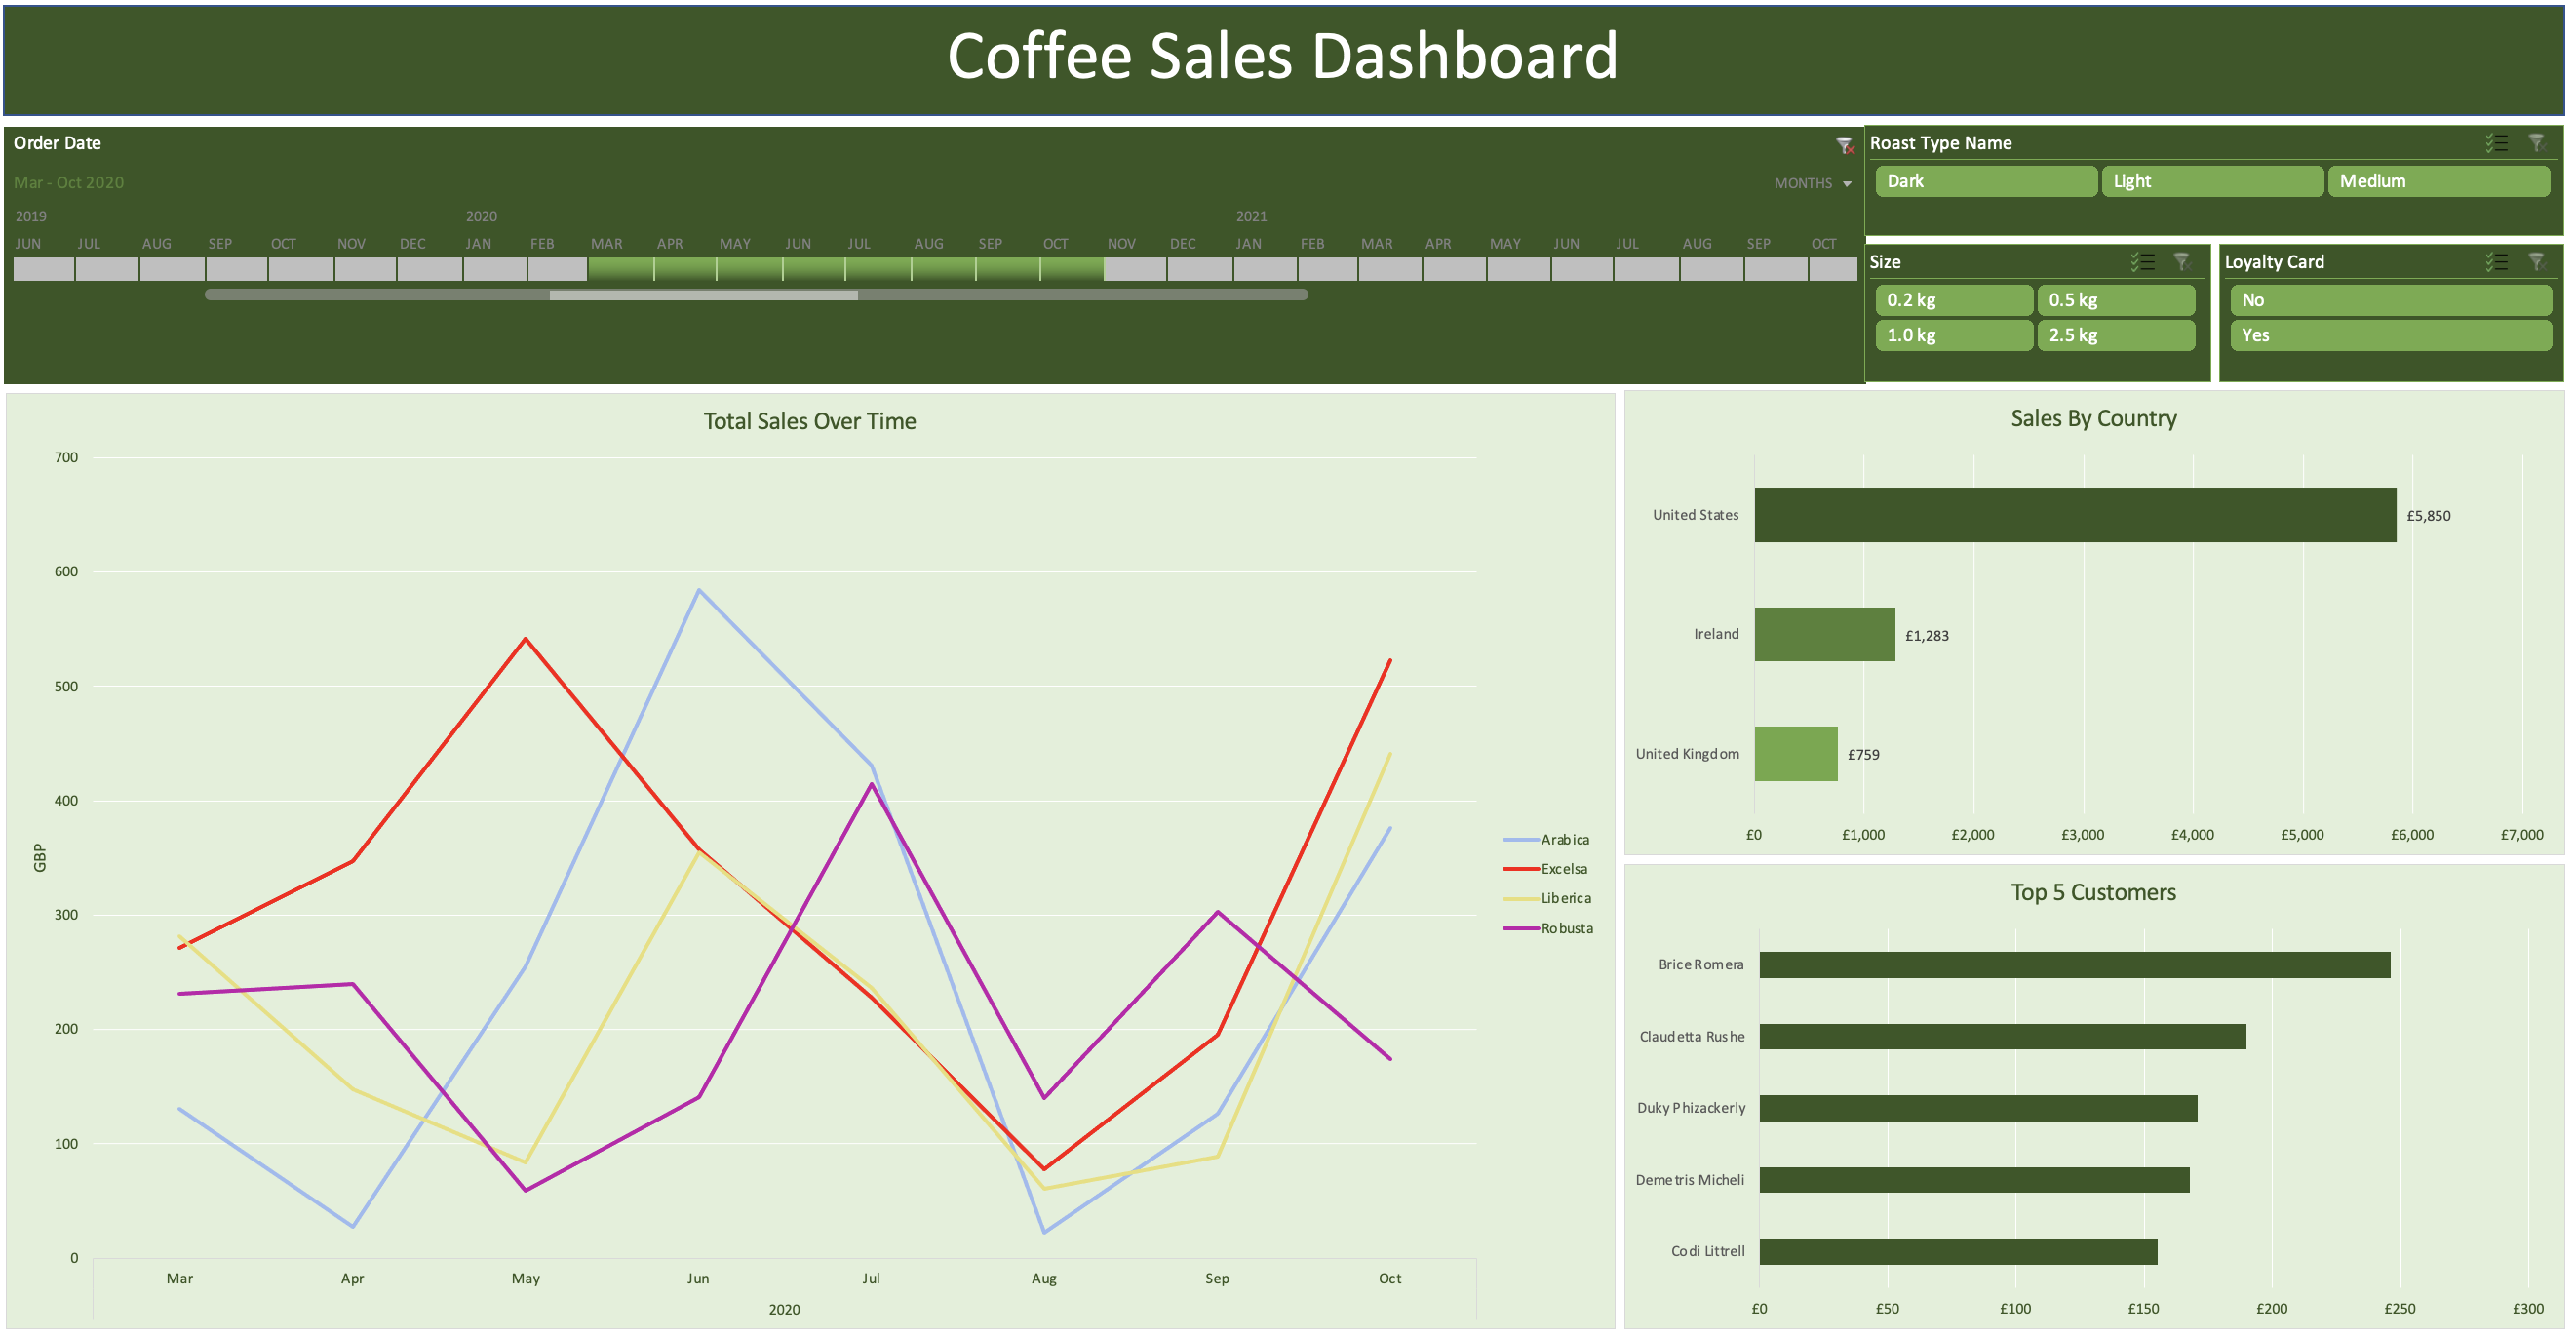 Coffee Sales Dashboard
Order Date
Mar - Oct 2020
MONTHS
2019 2020 2021
JUN JUL AUG SEP OCT NOV DEC JAN FEB MAR APR MAY JUN JUL AUG SEP OCT NOV DEC JAN FEB MAR APR MAY JUN JUL AUG SEP OCT
Roast Type Name
Dark Light Medium
Size
0.2 kg 0.5 kg
1.0 kg 2.5 kg
Loyalty Card
No
Yes
Total Sales Over Time
700
600
500
400
300
200
100
0
GBP
Mar Apr May Jun Jul Aug Sep Oct
2020
Arabica
Excelsa
Liberica
Robusta
Sales By Country
United States £5,850
Ireland £1,283
United Kingdom £759
£0 £1,000 £2,000 £3,000 £4,000 £5,000 £6,000 £7,000
Top 5 Customers
Brice Romera
Claudetta Rushe
Duky Phizackerly
Demetris Micheli
Codi Littrell
£0 £50 £100 £150 £200 £250 £300